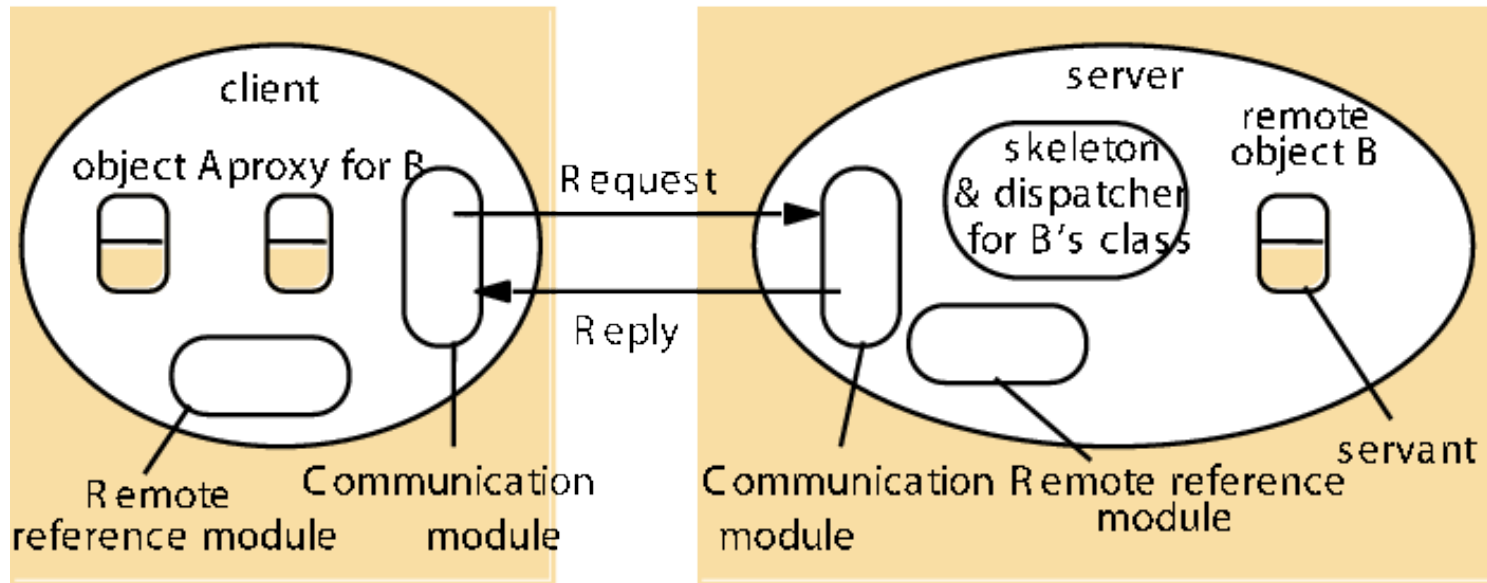 client
object A proxy for B
Remote
reference module
Communication
module
Request
Reply
server
skeleton
& dispatcher
for B's class
remote
object B
servant
Communication
module
Remote reference
module